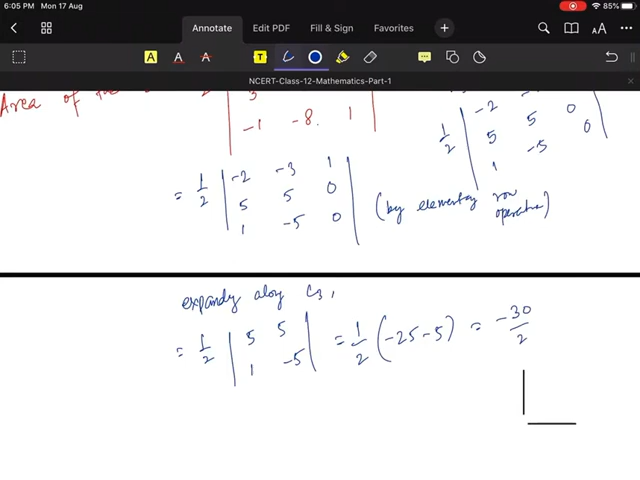 6:05 PM Mon 17 Aug 85%
Annotate Edit PDF Fill & Sign Favorites
NCERT-Class-12-Mathematics-Part-1
Area of the
3
-1 -8. 1
1/2 | -2
5 5 0
1 -5 0
= 1/2 | -2 -3 1 |
5 5 0
1 -5 0
(by elementary row operation)
expandy along C3,
= 1/2 | 5 5 | = 1/2 (-25-5) = -30/2
1 -5